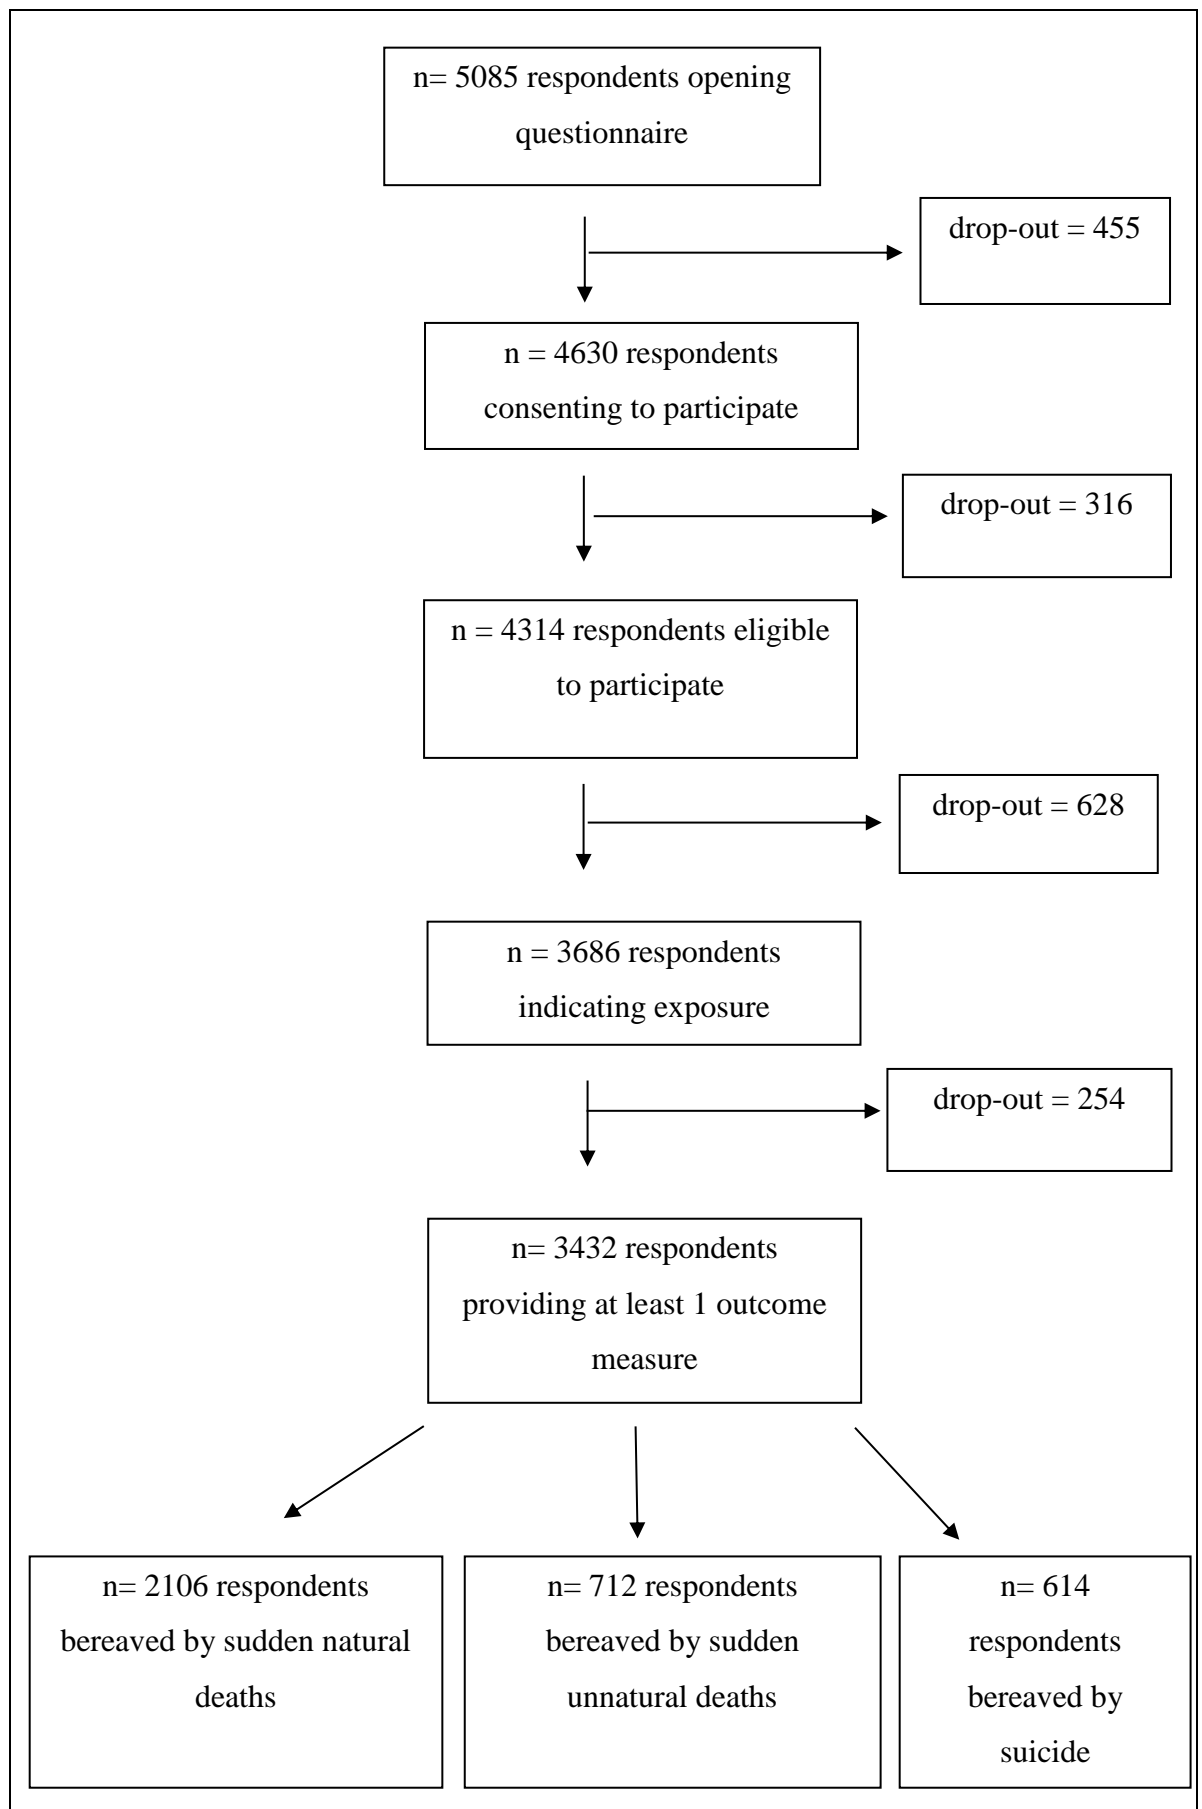 n= 5085 respondents opening
questionnaire
drop-out = 455
n = 4630 respondents
consenting to participate
drop-out = 316
n = 4314 respondents eligible
to participate
drop-out = 628
n = 3686 respondents
indicating exposure
drop-out = 254
n= 3432 respondents
providing at least 1 outcome
measure
n= 2106 respondents
bereaved by sudden natural
deaths
n= 712 respondents
bereaved by sudden
unnatural deaths
n= 614
respondents
bereaved by
suicide